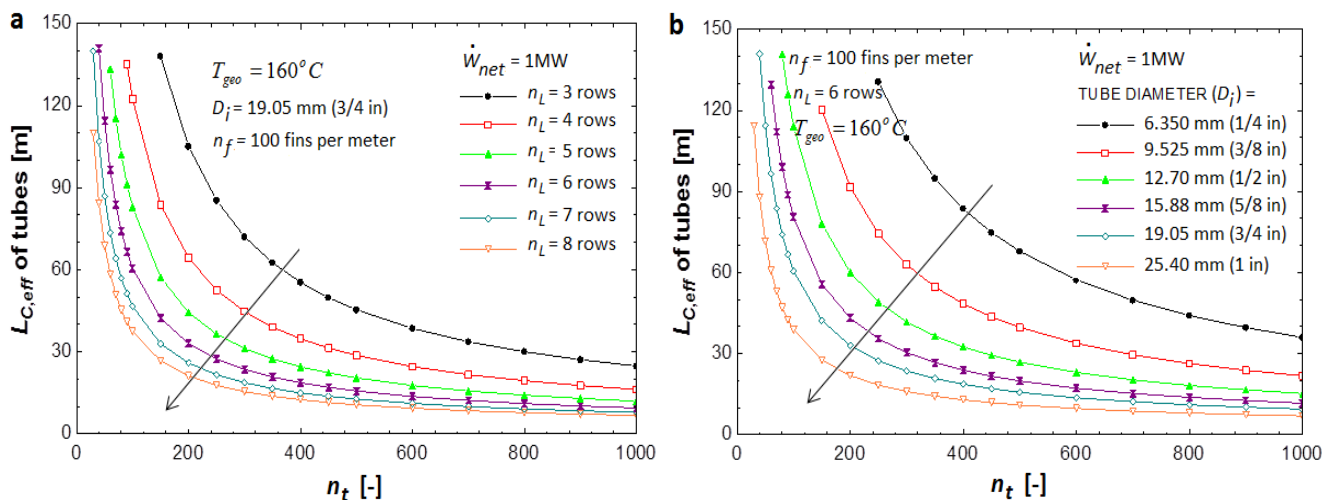 a
150
120
90
60
30
0
L_C,eff of tubes [m]
0
200
400
600
800
1000
n_t [-]
T_geo = 160°C
D_i = 19.05 mm (3/4 in)
n_f = 100 fins per meter
Ẇ_net = 1MW
n_L = 3 rows
n_L = 4 rows
n_L = 5 rows
n_L = 6 rows
n_L = 7 rows
n_L = 8 rows
b
150
120
90
60
30
0
L_C,eff of tubes [m]
0
200
400
600
800
1000
n_t [-]
n_f = 100 fins per meter
n_L = 6 rows
T_geo = 160°C
Ẇ_net = 1MW
TUBE DIAMETER (D_i) =
6.350 mm (1/4 in)
9.525 mm (3/8 in)
12.70 mm (1/2 in)
15.88 mm (5/8 in)
19.05 mm (3/4 in)
25.40 mm (1 in)